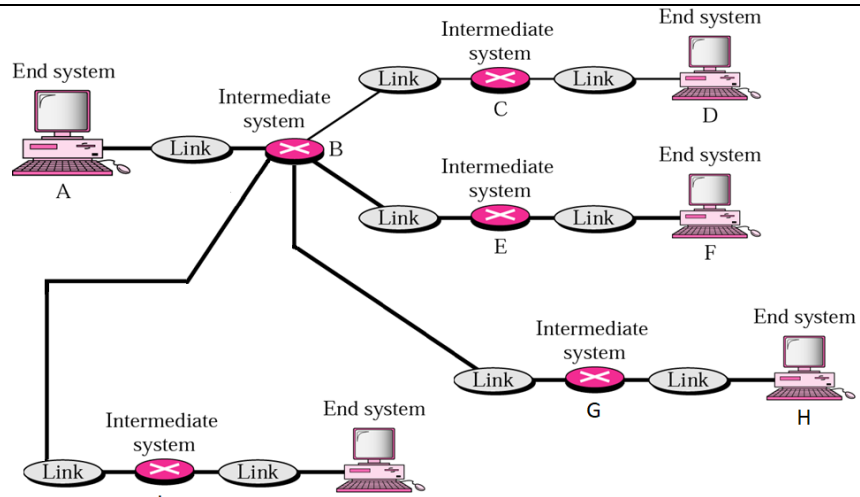 Intermediate
system
End system
Link
C
Link
D
End system
Intermediate
system
A
Link
B
Intermediate
system
End system
Link
E
Link
F
Intermediate
system
End system
Link
G
Link
H
Intermediate
system
End system
Link
Link